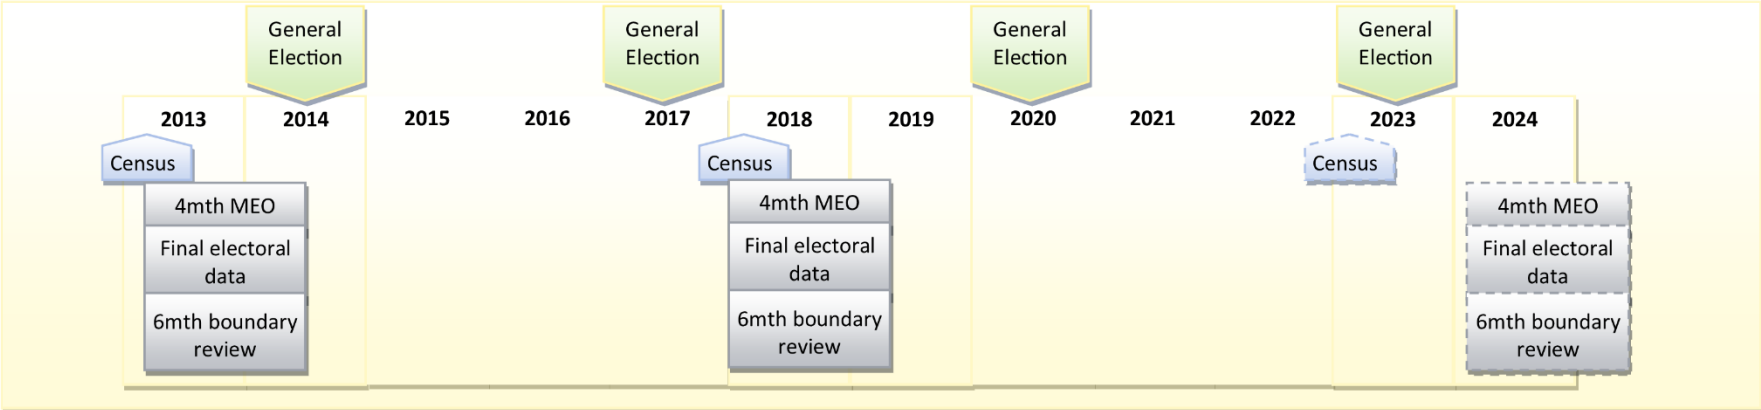 General
Election
General
Election
General
Election
General
Election
2013 2014 2015 2016 2017 2018 2019 2020 2021 2022 2023 2024
Census
Census
Census
4mth MEO
Final electoral
data
6mth boundary
review
4mth MEO
Final electoral
data
6mth boundary
review
4mth MEO
Final electoral
data
6mth boundary
review